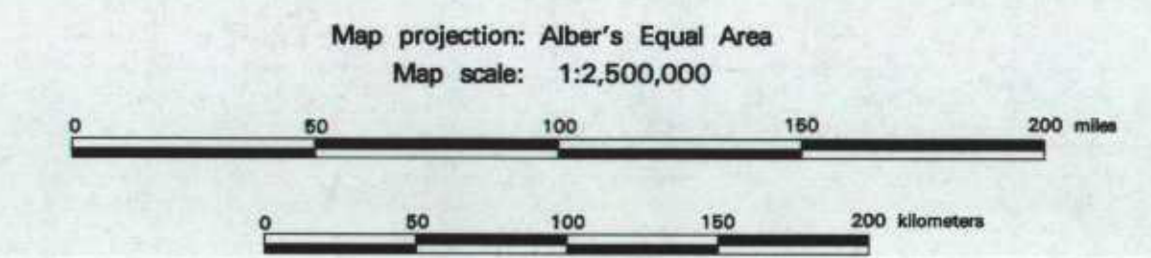 Map projection: Alber's Equal Area
Map scale: 1:2,500,000
0 50 100 150 200 miles
0 50 100 150 200 kilometers